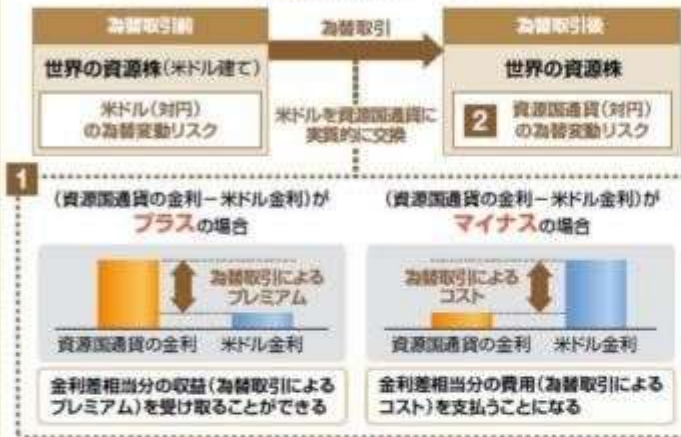 為替取引前
為替取引
為替取引後
世界の資源株(米ドル建て)
世界の資源株
米ドル(対円)
の為替変動リスク
米ドルを資源国通貨に
実質的に交換
2
資源国通貨(対円)
の為替変動リスク
1
(資源国通貨の金利－米ドル金利)が
プラスの場合
(資源国通貨の金利－米ドル金利)が
マイナスの場合
為替取引による
プレミアム
為替取引による
コスト
資源国通貨の金利
米ドル金利
資源国通貨の金利
米ドル金利
金利差相当分の収益(為替取引による
プレミアム)を受け取ることができる
金利差相当分の費用(為替取引による
コスト)を支払うことになる